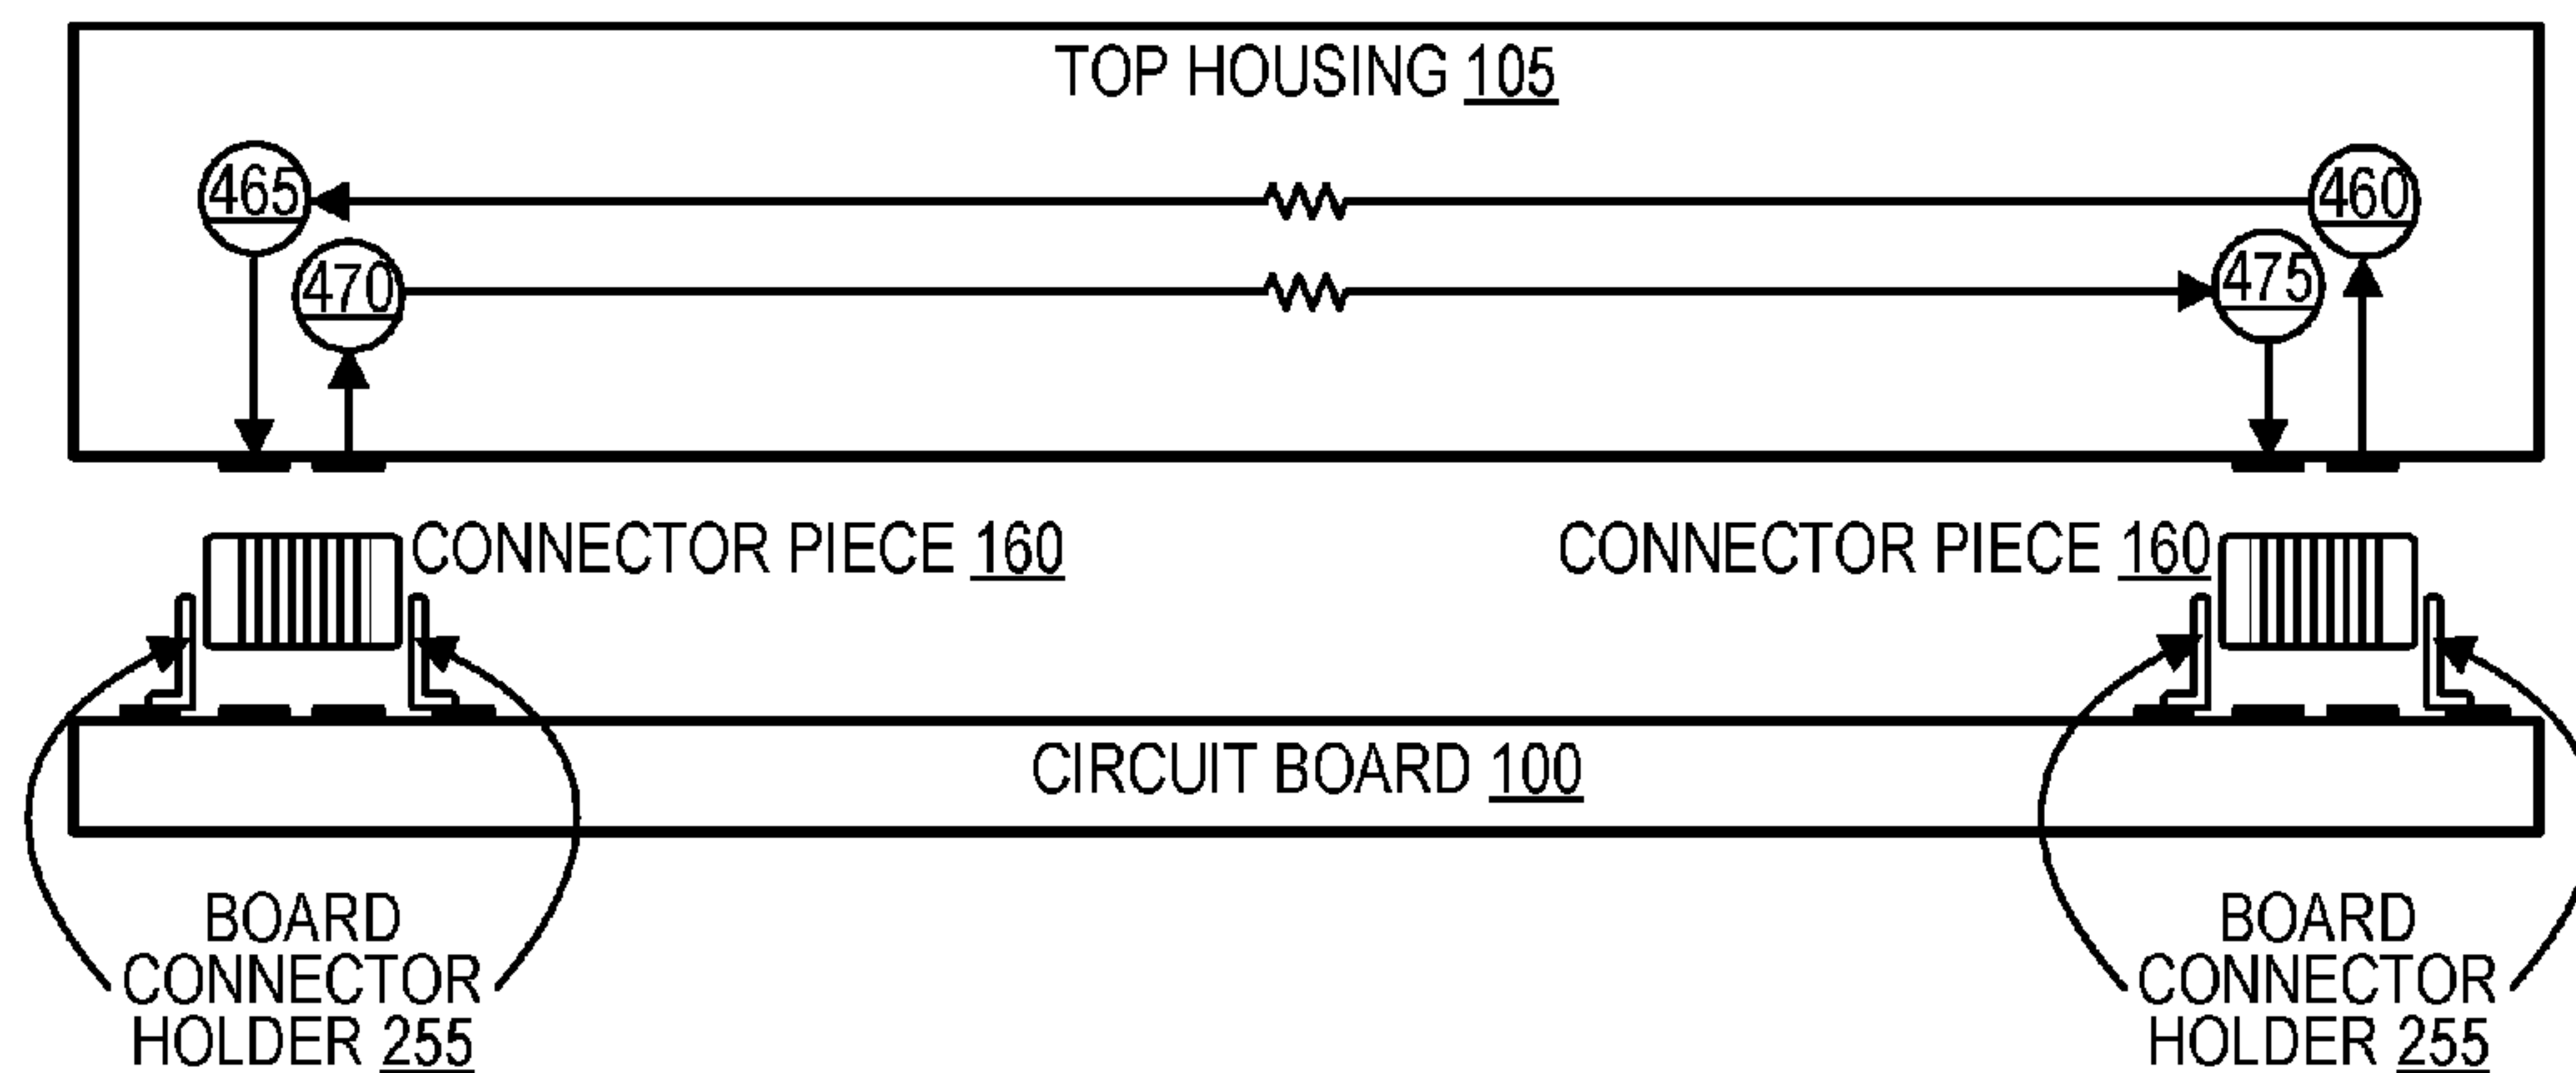 TOP HOUSING 105
465
460
470
475
CONNECTOR PIECE 160
CONNECTOR PIECE 160
CIRCUIT BOARD 100
BOARD
CONNECTOR
HOLDER 255
BOARD
CONNECTOR
HOLDER 255